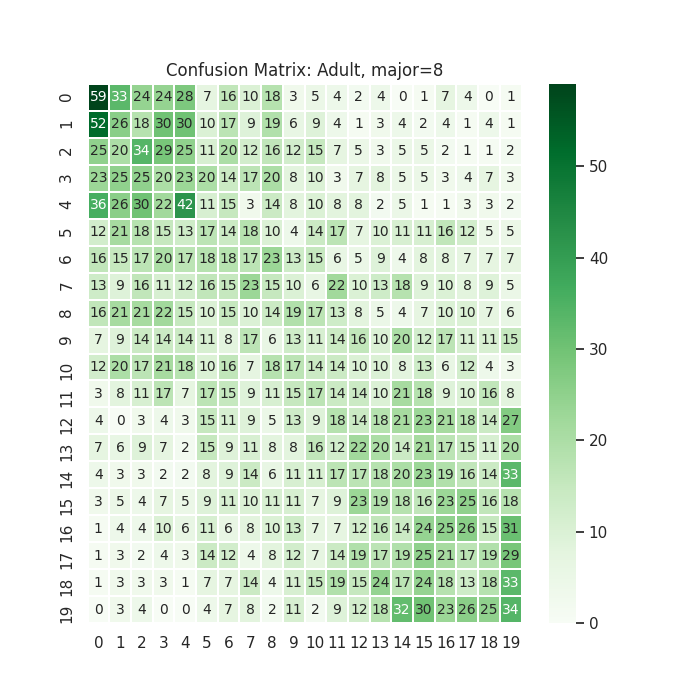 Confusion Matrix: Adult, major=8
0 59 33 24 24 28 7 16 10 18 3 5 4 2 4 0 1 7 4 0 1
1 52 26 18 30 30 10 17 9 19 6 9 4 1 3 4 2 4 1 4 1
2 25 20 34 29 25 11 20 12 16 12 15 7 5 3 5 5 2 1 1 2
3 23 25 25 20 23 20 14 17 20 8 10 3 7 8 5 5 3 4 7 3
4 36 26 30 22 42 11 15 3 14 8 10 8 8 2 5 1 1 3 3 2
5 12 21 18 15 13 17 14 18 10 4 14 17 7 10 11 11 16 12 5 5
6 16 15 17 20 17 18 18 17 23 13 15 6 5 9 4 8 8 7 7 7
7 13 9 16 11 12 16 15 23 15 10 6 22 10 13 18 9 10 8 9 5
8 16 21 21 22 15 10 15 10 14 19 17 13 8 5 4 7 10 10 7 6
9 7 9 14 14 14 11 8 17 6 13 11 14 16 10 20 12 17 11 11 15
10 12 20 17 21 18 10 16 7 18 17 14 14 10 10 8 13 6 12 4 3
11 3 8 11 17 7 17 15 9 11 15 17 14 14 10 21 18 9 10 16 8
12 4 0 3 4 3 15 11 9 5 13 9 18 14 18 21 23 21 18 14 27
13 7 6 9 7 2 15 9 11 8 8 16 12 22 20 14 21 17 15 11 20
14 4 3 3 2 2 8 9 14 6 11 11 17 17 18 20 23 19 16 14 33
15 3 5 4 7 5 9 11 10 11 11 7 9 23 19 18 16 23 25 16 18
16 1 4 4 10 6 11 6 8 10 13 7 7 12 16 14 24 25 26 15 31
17 1 3 2 4 3 14 12 4 8 12 7 14 19 17 19 25 21 17 19 29
18 1 3 3 3 1 7 7 14 4 11 15 19 15 24 17 24 18 13 18 33
19 0 3 4 0 0 4 7 8 2 11 2 9 12 18 32 30 23 26 25 34
0 1 2 3 4 5 6 7 8 9 10 11 12 13 14 15 16 17 18 19
50
40
30
20
10
0